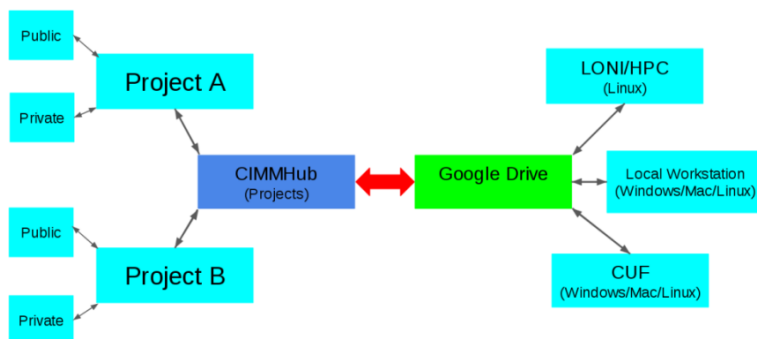 Public
Project A
Private
CIMMHub
(Projects)
Public
Project B
Private
Google Drive
LONI/HPC
(Linux)
Local Workstation
(Windows/Mac/Linux)
CUF
(Windows/Mac/Linux)